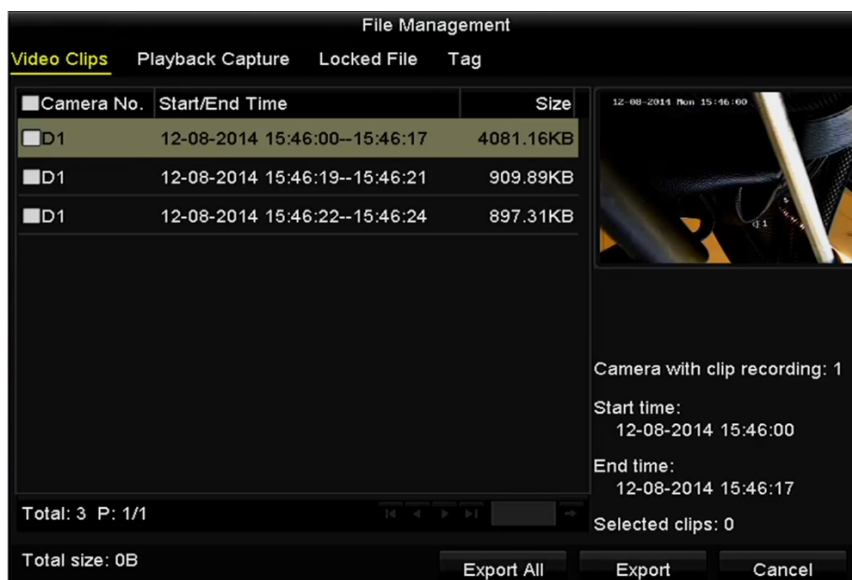 File Management
Video Clips Playback Capture Locked File Tag
Camera No. Start/End Time Size
D1 12-08-2014 15:46:00--15:46:17 4081.16KB
D1 12-08-2014 15:46:19--15:46:21 909.89KB
D1 12-08-2014 15:46:22--15:46:24 897.31KB
12-08-2014 Mon 15:46:00
Camera with clip recording: 1
Start time:
12-08-2014 15:46:00
End time:
12-08-2014 15:46:17
Selected clips: 0
Total: 3 P: 1/1
Total size: 0B
Export All Export Cancel